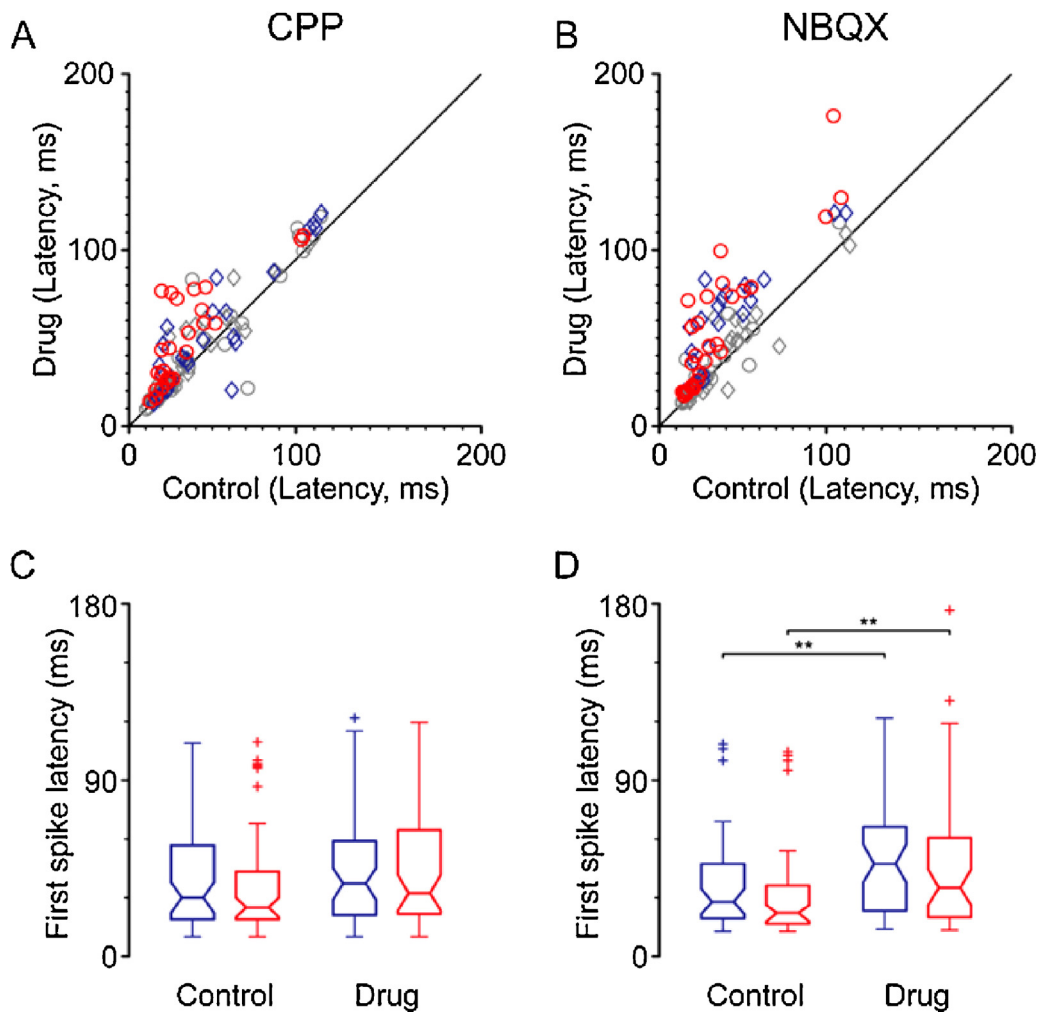 A CPP
200
100
0
Drug (Latency, ms)
0 100 200
Control (Latency, ms)
B NBQX
200
100
0
Drug (Latency, ms)
0 100 200
Control (Latency, ms)
C
180
90
0
First spike latency (ms)
Control Drug
D
180
90
0
First spike latency (ms)
**
**
Control Drug